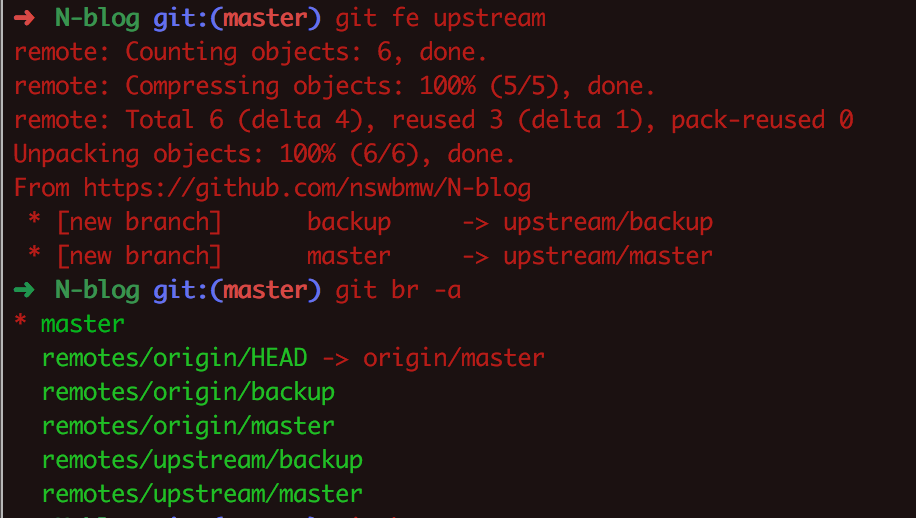 ➜ N-blog git:(master) git fe upstream
remote: Counting objects: 6, done.
remote: Compressing objects: 100% (5/5), done.
remote: Total 6 (delta 4), reused 3 (delta 1), pack-reused 0
Unpacking objects: 100% (6/6), done.
From https://github.com/nswbmw/N-blog
* [new branch] backup -> upstream/backup
* [new branch] master -> upstream/master
➜ N-blog git:(master) git br -a
* master
remotes/origin/HEAD -> origin/master
remotes/origin/backup
remotes/origin/master
remotes/upstream/backup
remotes/upstream/master